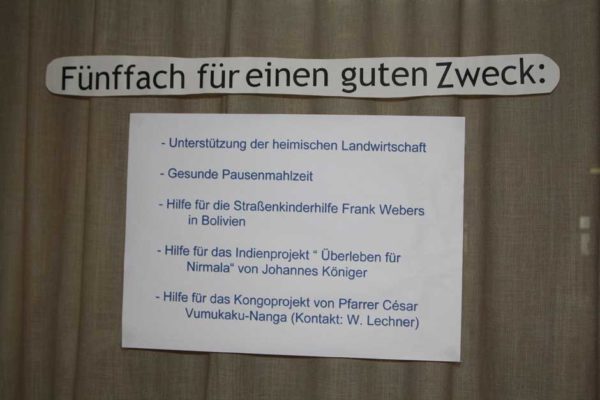 Fünffach für einen guten Zweck:
- Unterstützung der heimischen Landwirtschaft
- Gesunde Pausenmahlzeit
- Hilfe für die Straßenkinderhilfe Frank Webers
in Bolivien
- Hilfe für das Indienprojekt “ Überleben für
Nirmala“ von Johannes Königer
- Hilfe für das Kongoprojekt von Pfarrer César
Vumukaku-Nanga (Kontakt: W. Lechner)